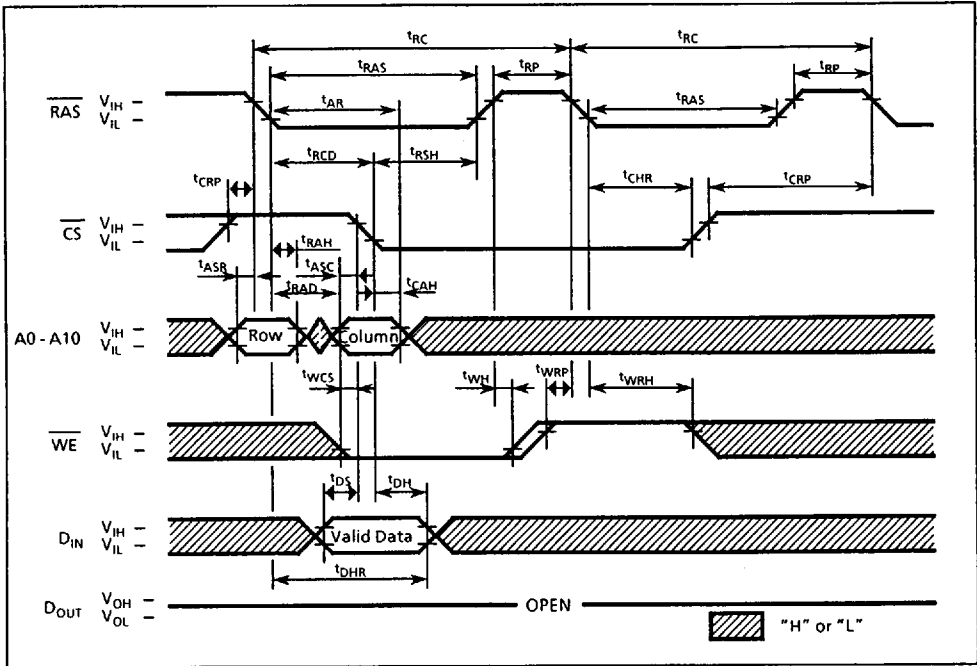 tRC tRC
tRAS tRP tRP
RAS VIH – VIL – tAR tRAS
tRCD tRSH
tCRP tCHR tCRP
CS VIH – VIL –
tRAH
tASR tASC
tRAD tCAH
A0 - A10 VIH – VIL – Row Column
tWCS tWH tWRP tWRH
WE VIH – VIL –
tDS tDH
DIN VIH – VIL – Valid Data
tDHR
DOUT VOH – VOL – OPEN
"H" or "L"